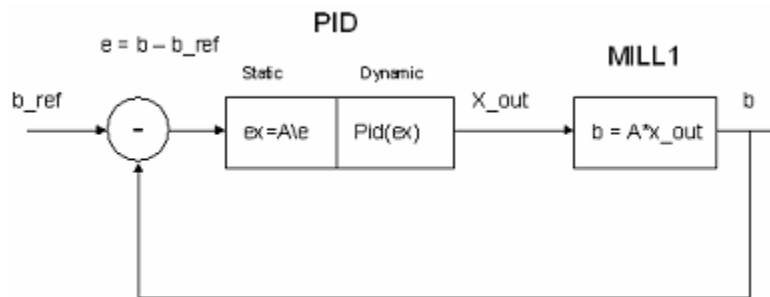 PID
e = b – b_ref
MILL1
Static
Dynamic
b_ref
X_out
b
-
ex=A\e
Pid(ex)
b = A*x_out